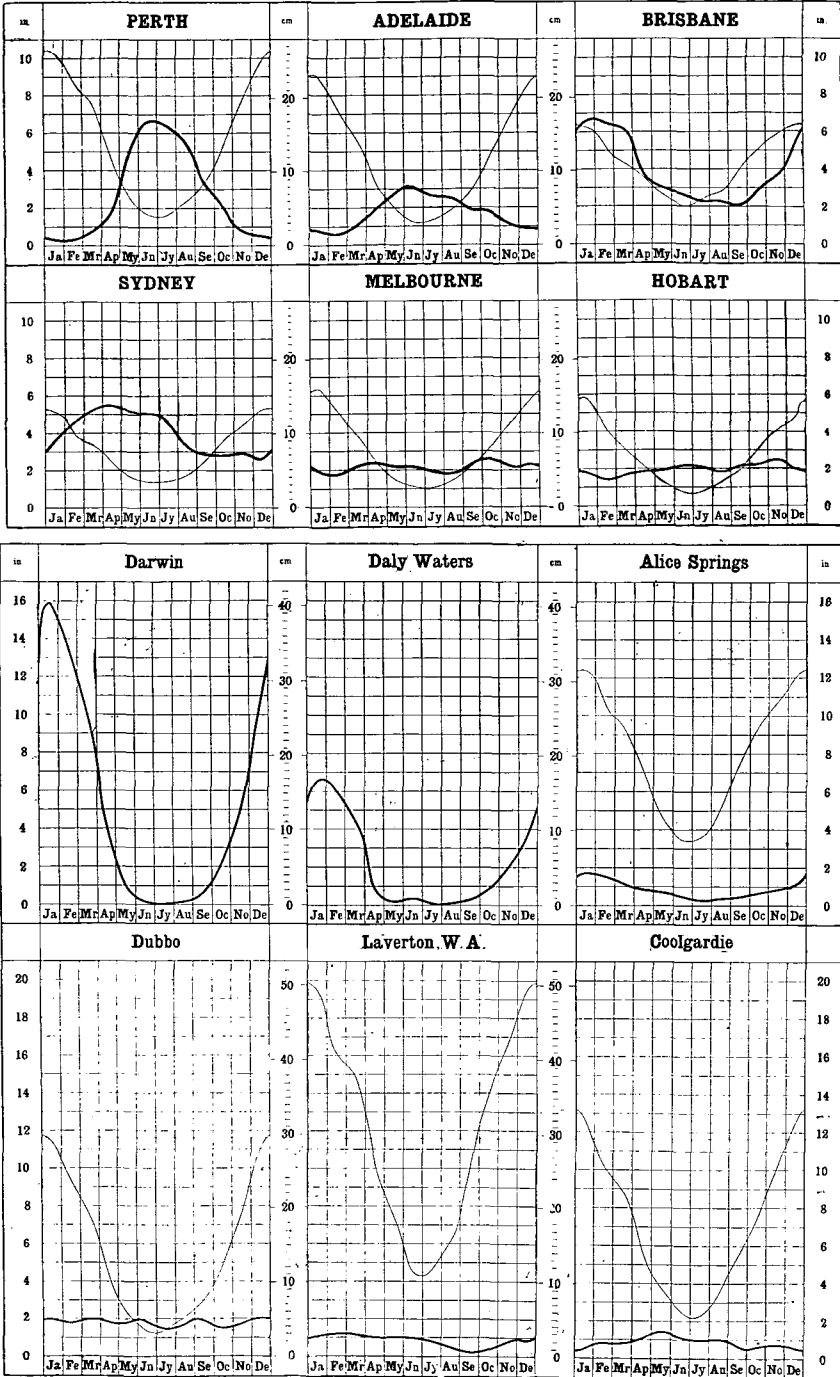 in. PERTH cm ADELAIDE cm BRISBANE in.
10 10
8 20 20 8
6 6
4 10 10 4
2 2
0 0 0 0
Ja Fe Mr Ap My Jn Jy Au Se Oc No De Ja Fe Mr Ap My Jn Jy Au Se Oc No De Ja Fe Mr Ap My Jn Jy Au Se Oc No De
SYDNEY MELBOURNE HOBART
10 10
8 20 20 8
6 6
4 10 10 4
2 2
0 0 0 0
Ja Fe Mr Ap My Jn Jy Au Se Oc No De Ja Fe Mr Ap My Jn Jy Au Se Oc No De Ja Fe Mr Ap My Jn Jy Au Se Oc No De
in Darwin cm Daly Waters cm Alice Springs in
16 40 40 16
14 14
12 30 30 12
10 10
8 20 20 8
6 6
4 10 10 4
2 2
0 0 0 0
Ja Fe Mr Ap My Jn Jy Au Se Oc No De Ja Fe Mr Ap My Jn Jy Au Se Oc No De Ja Fe Mr Ap My Jn Jy Au Se Oc No De
Dubbo Laverton, W.A. Coolgardie
20 50 50 20
18 18
16 40 40 16
14 14
12 30 30 12
10 10
8 20 20 8
6 6
4 10 10 4
2 2
0 0 0 0
Ja Fe Mr Ap My Jn Jy Au Se Oc No De Ja Fe Mr Ap My Jn Jy Au Se Oc No De Ja Fe Mr Ap My Jn Jy Au Se Oc No De